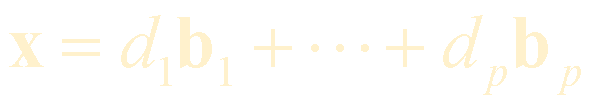 x = d₁b₁ + ⋯ + dₚbₚ